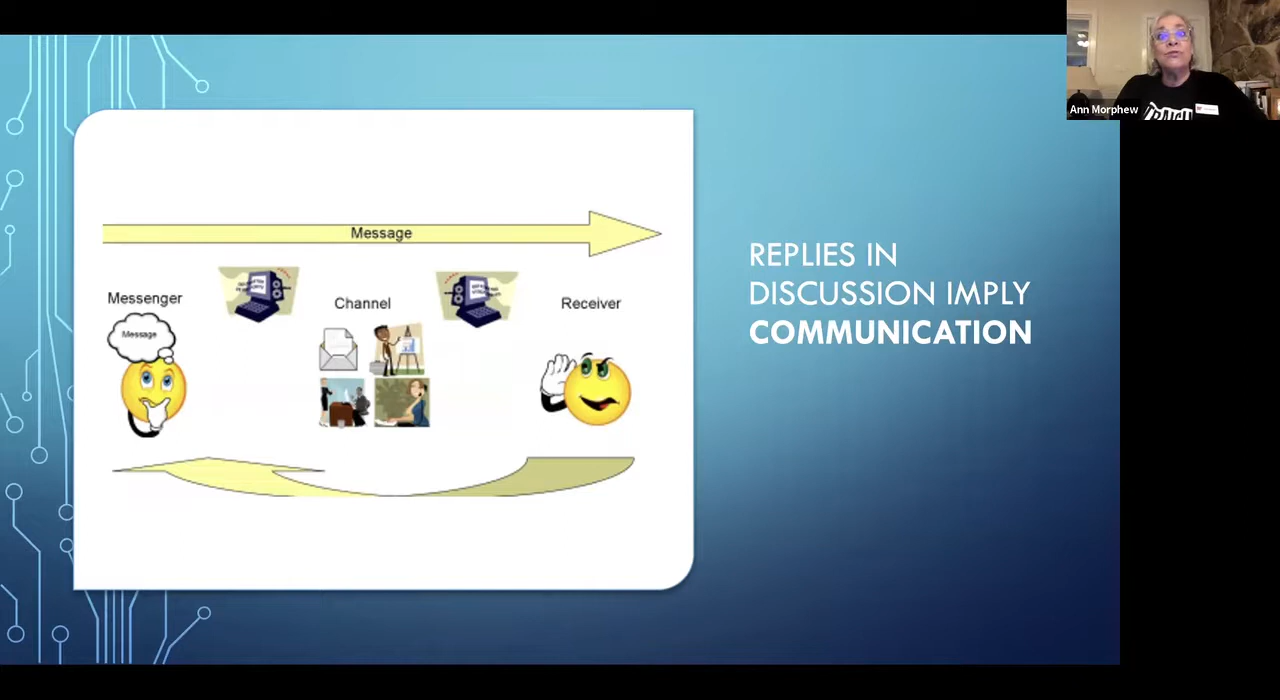 Ann Morphew
Message
Messenger
Channel
Receiver
Message
REPLIES IN
DISCUSSION IMPLY
COMMUNICATION